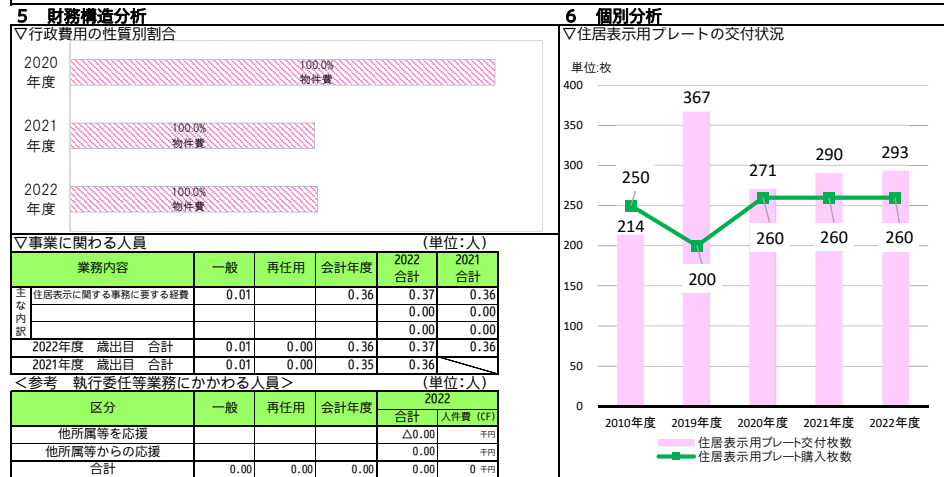 5 財務構造分析
▽行政費用の性質別割合
2020
年度
100.0%
物件費
2021
年度
100.0%
物件費
2022
年度
100.0%
物件費
▽事業に関わる人員 (単位:人)
業務内容 一般 再任用 会計年度 2022 合計 2021 合計
主な内訳
住居表示に関する事務に要する経費 0.01 0.36 0.37 0.36
0.00 0.00
0.00 0.00
2022年度 歳出目 合計 0.01 0.00 0.36 0.37 0.36
2021年度 歳出目 合計 0.01 0.00 0.35 0.36
<参考 執行委任等業務にかかわる人員> (単位:人)
区分 一般 再任用 会計年度 2022
合計 人件費(CF)
他所属等を応援 △0.00 千円
他所属等からの応援 0.00 千円
合計 0.00 0.00 0.00 0.00 0 千円
6 個別分析
▽住居表示用プレートの交付状況
単位:枚
400
350
300
250
200
150
100
50
0
367
250
214
200
271
260
290
260
293
260
2010年度 2019年度 2020年度 2021年度 2022年度
住居表示用プレート交付枚数
住居表示用プレート購入枚数